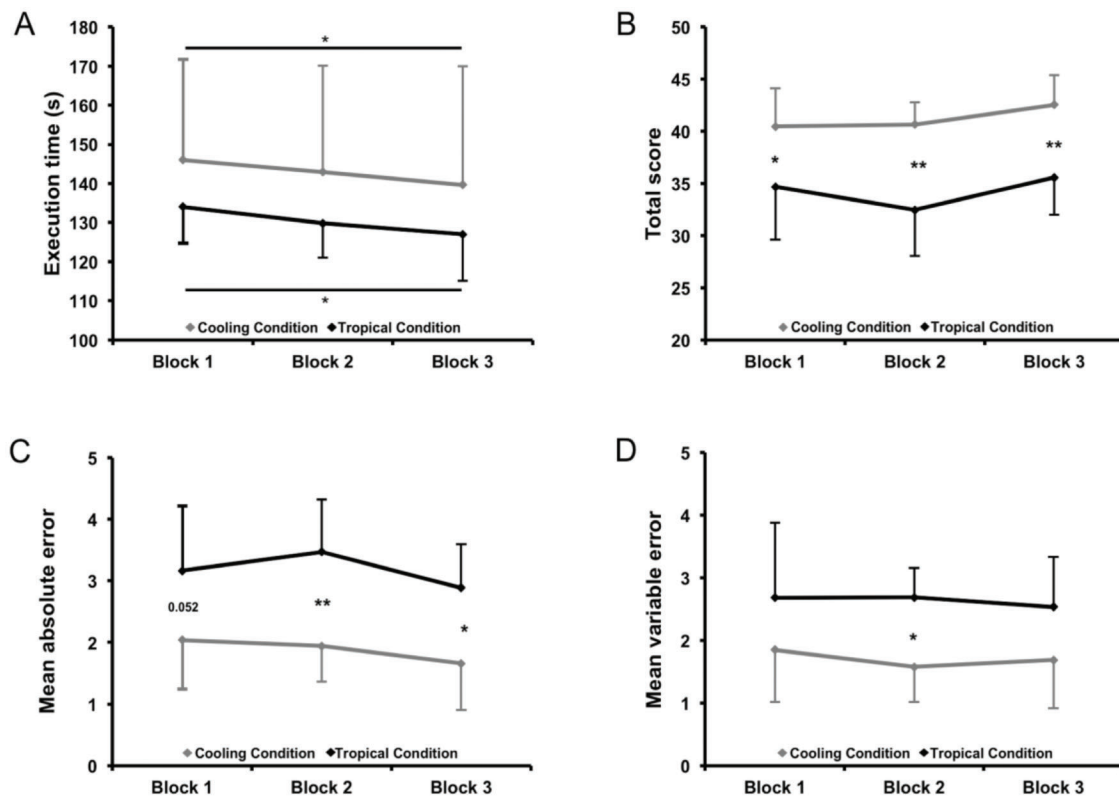 A
Execution time (s)
180
170
160
150
140
130
120
110
100
*
*
Cooling Condition Tropical Condition
Block 1 Block 2 Block 3
B
Total score
50
45
40
35
30
25
20
* ** **
Cooling Condition Tropical Condition
Block 1 Block 2 Block 3
C
Mean absolute error
5
4
3
2
1
0
0.052 ** *
Cooling Condition Tropical Condition
Block 1 Block 2 Block 3
D
Mean variable error
5
4
3
2
1
0
*
Cooling Condition Tropical Condition
Block 1 Block 2 Block 3